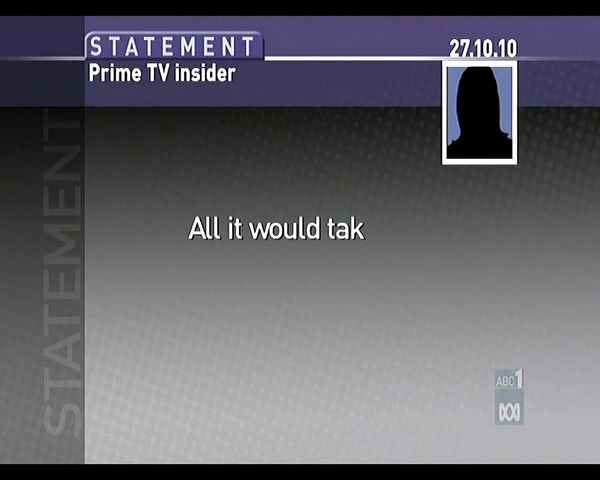 STATEMENT
27.10.10
Prime TV insider
STATEMENT
All it would tak
ABC1